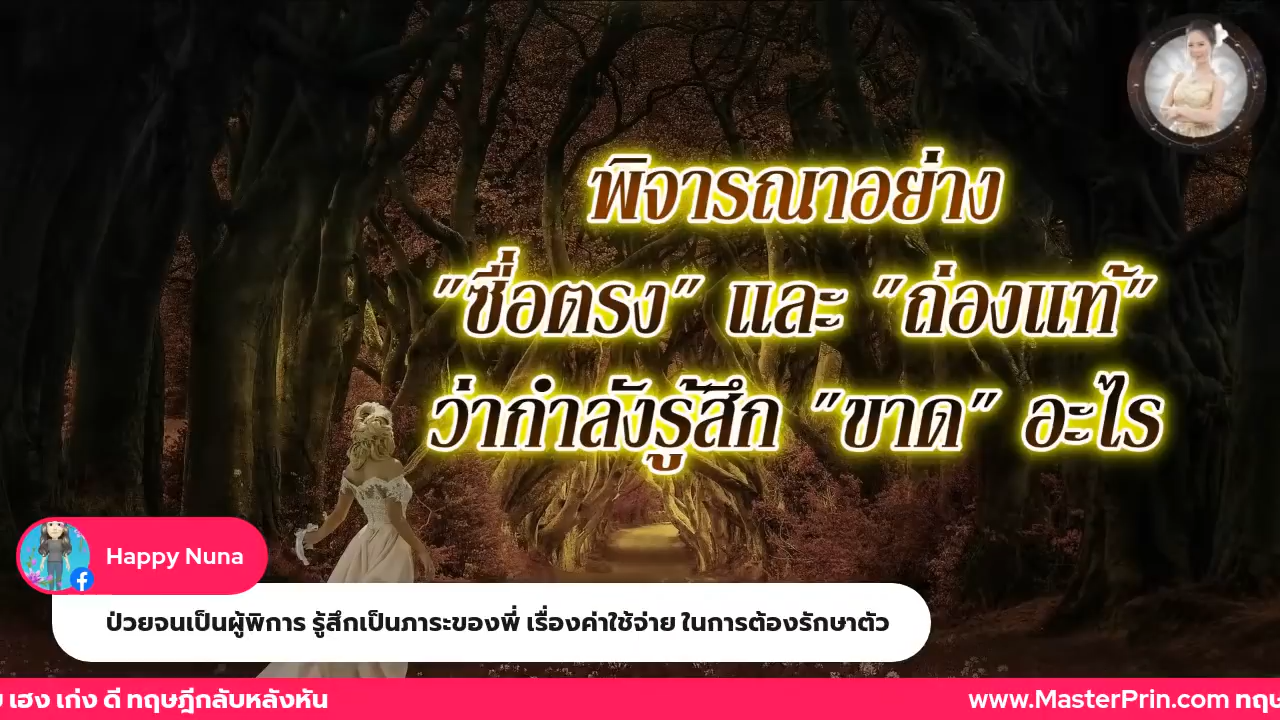 พิจารณาอย่าง
"ซื่อตรง" และ "ถ่องแท้"
ว่ากำลังรู้สึก "ขาด" อะไร
Happy Nuna
ป่วยจนเป็นผู้พิการ รู้สึกเป็นภาระของพี่ เรื่องค่าใช้จ่าย ในการต้องรักษาตัว
เฮง เก่ง ดี ทฤษฎีกลับหลังหัน
www.MasterPrin.com